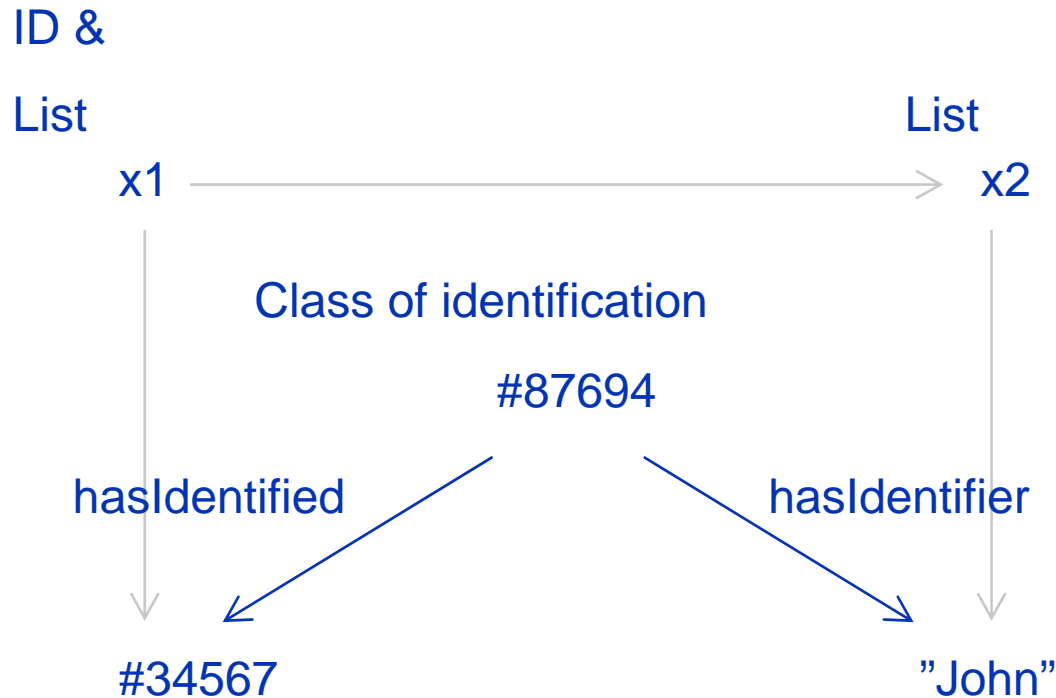 ID &
List List
x1 x2
Class of identification
#87694
hasIdentified hasIdentifier
#34567 ”John”